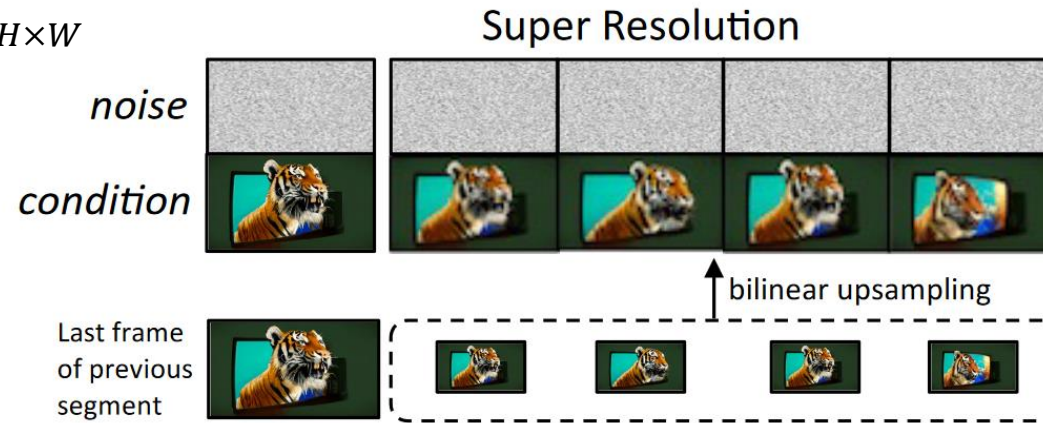 H×W
Super Resolution
noise
condition
bilinear upsampling
Last frame
of previous
segment